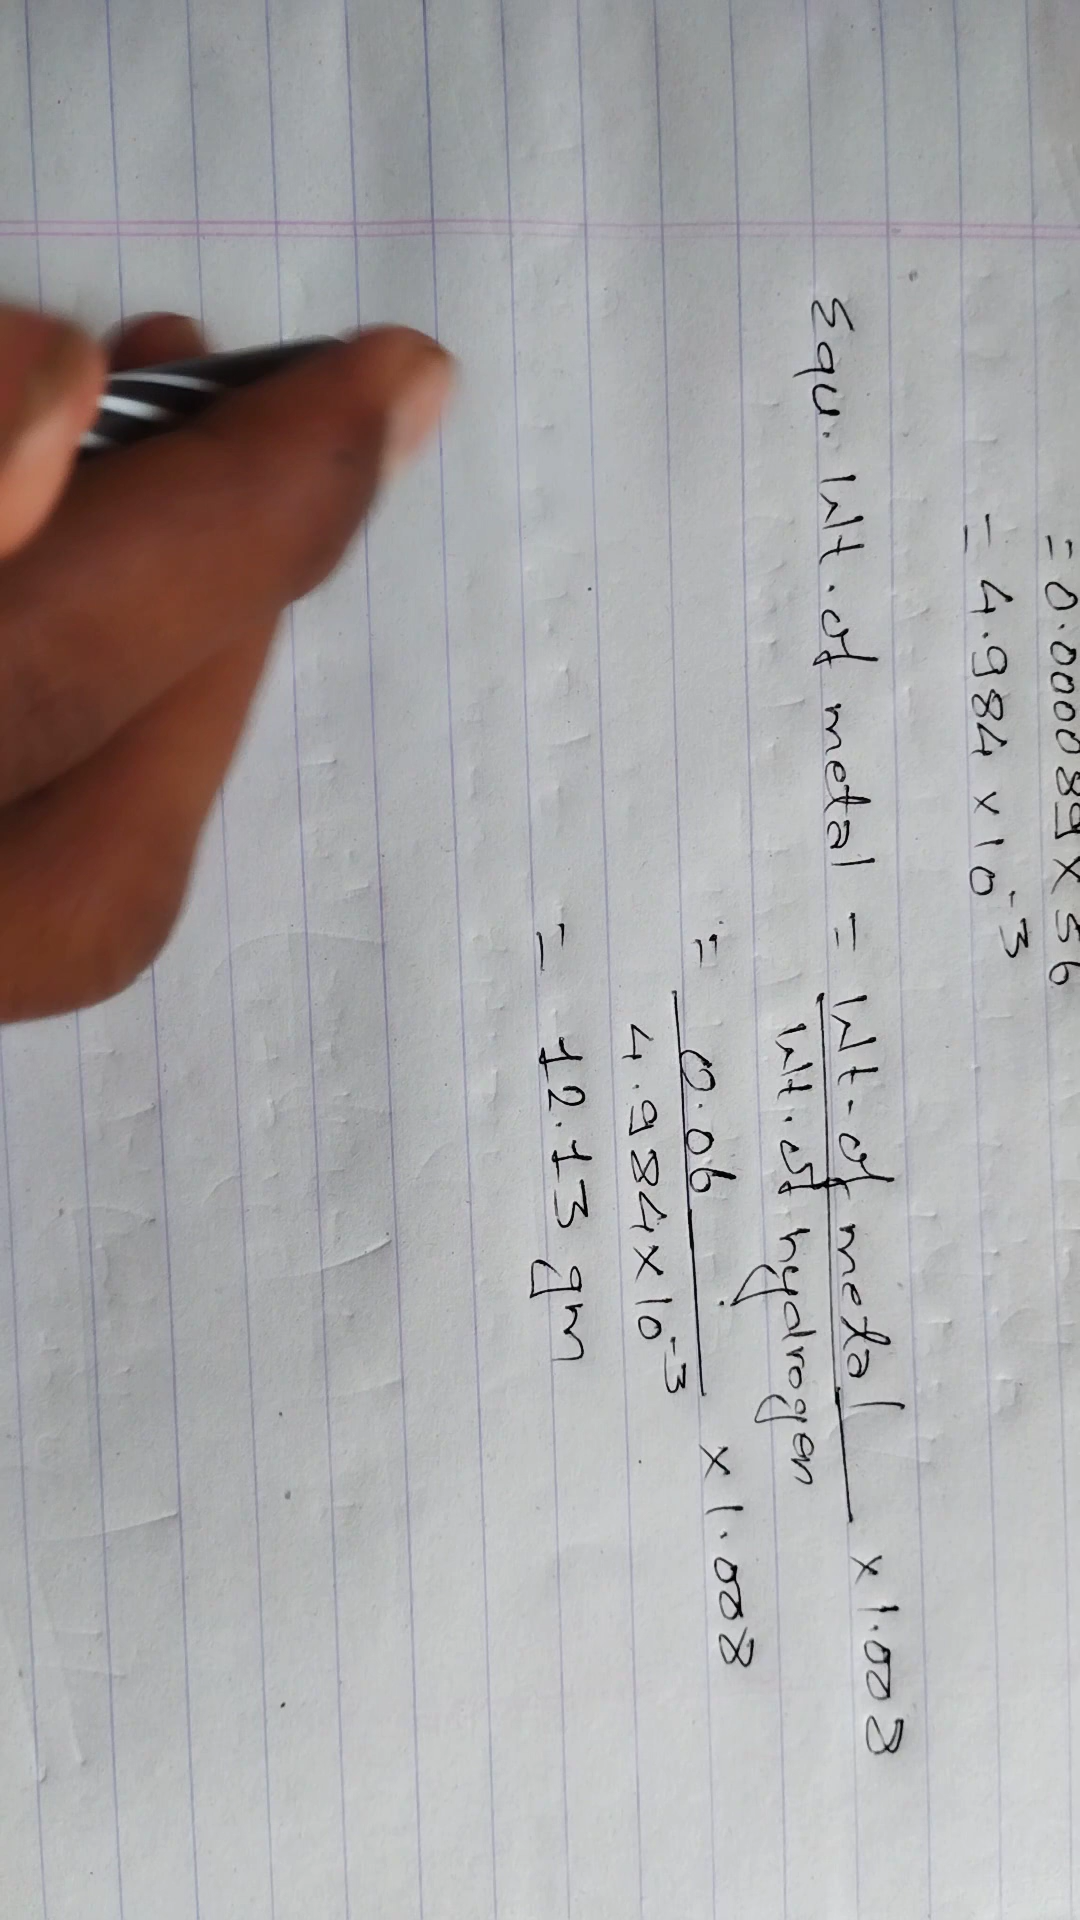 = 0.000089 x 56
= 4.984 x 10⁻³
Equ. Wt. of metal = Wt. of metal / Wt. of hydrogen x 1.008
= 0.06 / 4.984 x 10⁻³ x 1.008
= 12.13 gm